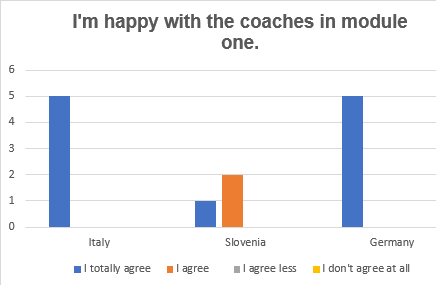 I'm happy with the coaches in module
one.
6
5
4
3
2
1
0
Italy Slovenia Germany
I totally agree I agree I agree less I don't agree at all